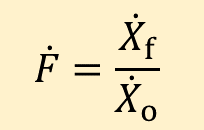 Ḟ = Ẋf / Ẋo